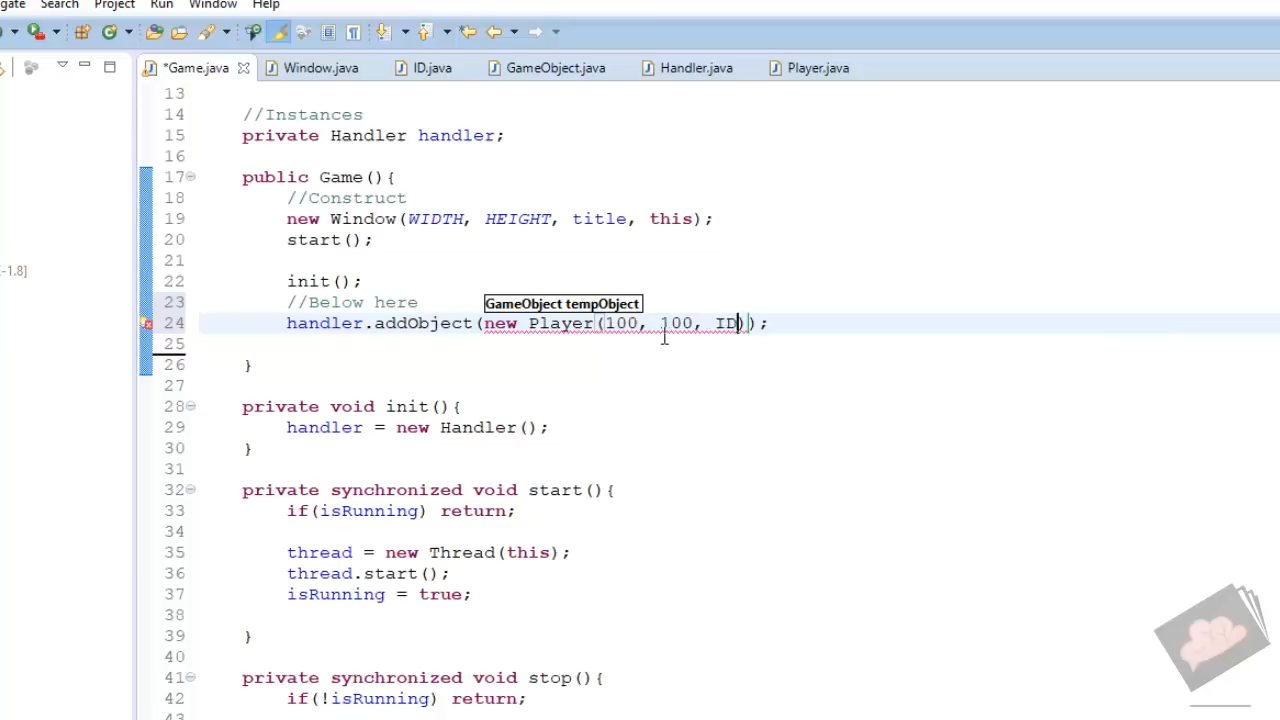 gate Search Project Run Window Help
*Game.java Window.java ID.java GameObject.java Handler.java Player.java
13
14 //Instances
15 private Handler handler;
16
17 public Game(){
18 //Construct
19 new Window(WIDTH, HEIGHT, title, this);
20 start();
21
22 init();
23 //Below here
GameObject tempObject
24 handler.addObject(new Player(100, 100, ID));
25
26 }
27
28 private void init(){
29 handler = new Handler();
30 }
31
32 private synchronized void start(){
33 if(isRunning) return;
34
35 thread = new Thread(this);
36 thread.start();
37 isRunning = true;
38
39 }
40
41 private synchronized void stop(){
42 if(!isRunning) return;
43
-1.8]